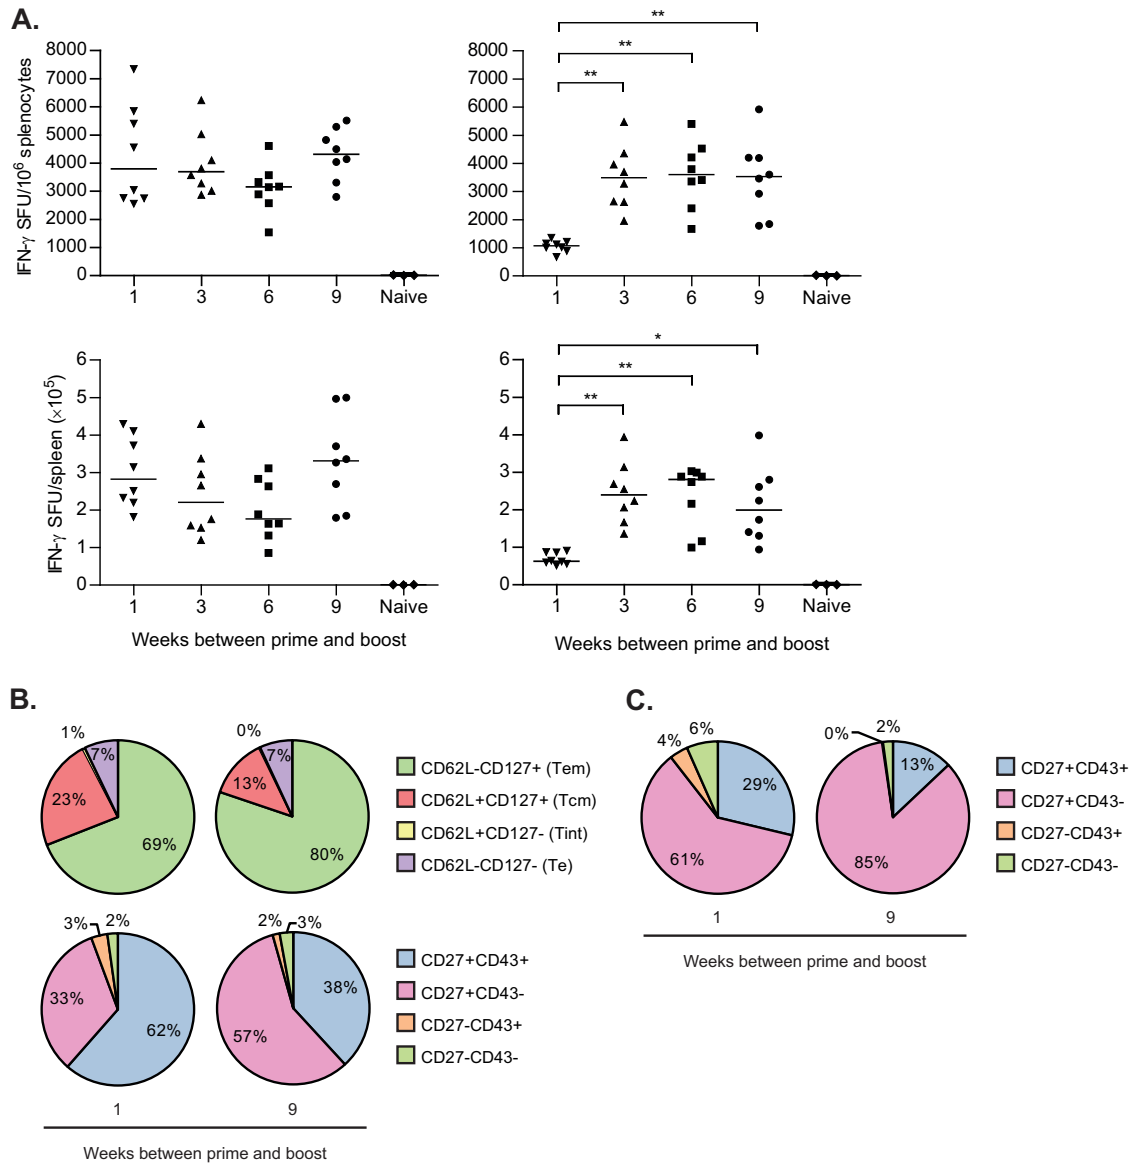 A.
IFN-γ SFU/10⁶ splenocytes
8000
7000
6000
5000
4000
3000
2000
1000
0
1 3 6 9 Naive
8000
7000
6000
5000
4000
3000
2000
1000
0
**
**
**
1 3 6 9 Naive
IFN-γ SFU/spleen (×10⁵)
6
5
4
3
2
1
0
1 3 6 9 Naive
Weeks between prime and boost
6
5
4
3
2
1
0
*
**
**
1 3 6 9 Naive
Weeks between prime and boost
B.
1%
7%
23%
69%
0%
7%
13%
80%
CD62L-CD127+ (Tem)
CD62L+CD127+ (Tcm)
CD62L+CD127- (Tint)
CD62L-CD127- (Te)
3% 2%
33%
62%
2% 3%
38%
57%
CD27+CD43+
CD27+CD43-
CD27-CD43+
CD27-CD43-
1 9
Weeks between prime and boost
C.
4% 6%
29%
61%
0% 2%
13%
85%
CD27+CD43+
CD27+CD43-
CD27-CD43+
CD27-CD43-
1 9
Weeks between prime and boost